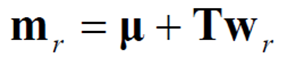 m_r = μ + Tw_r